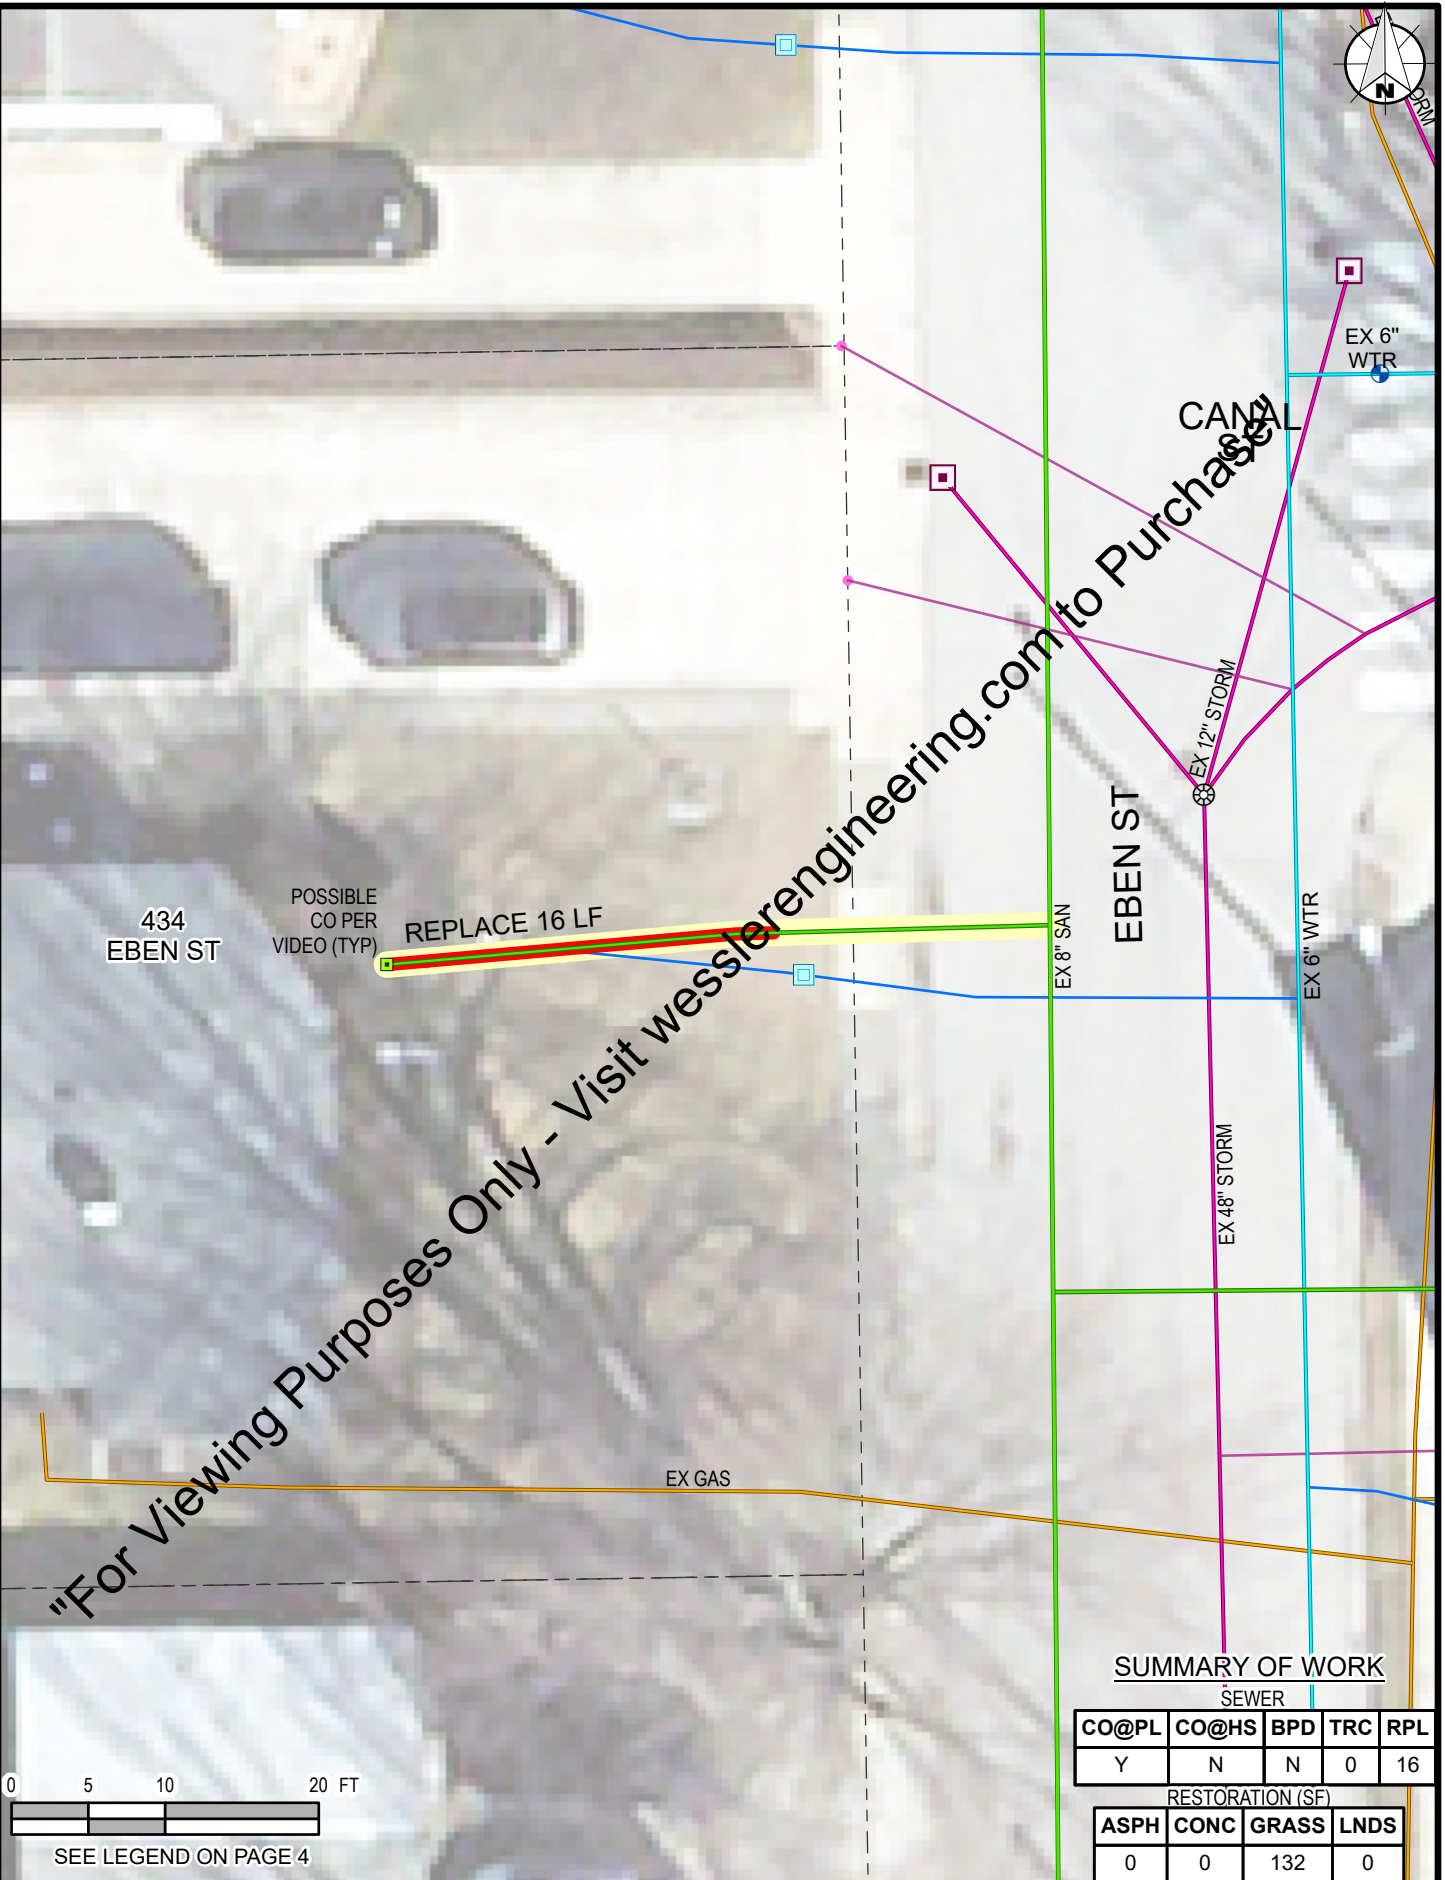 N
ORM
EX 6"
WTR
CANAL
ST
"For Viewing Purposes Only - Visit wesslerengineering.com to Purchase"
EX 12" STORM
EBEN ST
POSSIBLE
CO PER
VIDEO (TYP)
REPLACE 16 LF
434
EBEN ST
EX 8" SAN
EX 6" WTR
EX 48" STORM
EX GAS
SUMMARY OF WORK
SEWER
CO@PL CO@HS BPD TRC RPL
Y N N 0 16
RESTORATION (SF)
ASPH CONC GRASS LNDS
0 0 132 0
0 5 10 20 FT
SEE LEGEND ON PAGE 4